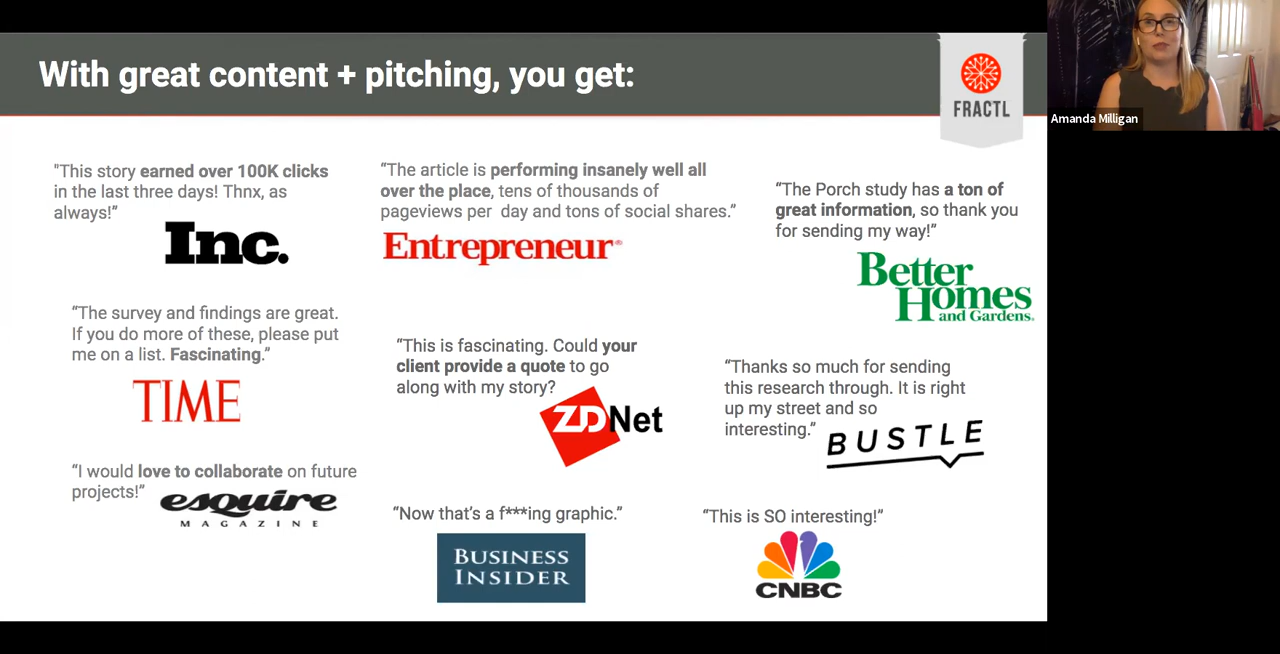 With great content + pitching, you get:
FRACTL
Amanda Milligan
"This story earned over 100K clicks
in the last three days! Thnx, as
always!”
Inc.
“The article is performing insanely well all
over the place, tens of thousands of
pageviews per day and tons of social shares.”
Entrepreneur®
“The Porch study has a ton of
great information, so thank you
for sending my way!”
Better
Homes
and Gardens®
“The survey and findings are great.
If you do more of these, please put
me on a list. Fascinating.”
TIME
“This is fascinating. Could your
client provide a quote to go
along with my story?
ZDNet
“Thanks so much for sending
this research through. It is right
up my street and so
interesting.”
BUSTLE
“I would love to collaborate on future
projects!”
esquire
MAGAZINE
“Now that’s a f***ing graphic.”
BUSINESS
INSIDER
“This is SO interesting!”
CNBC